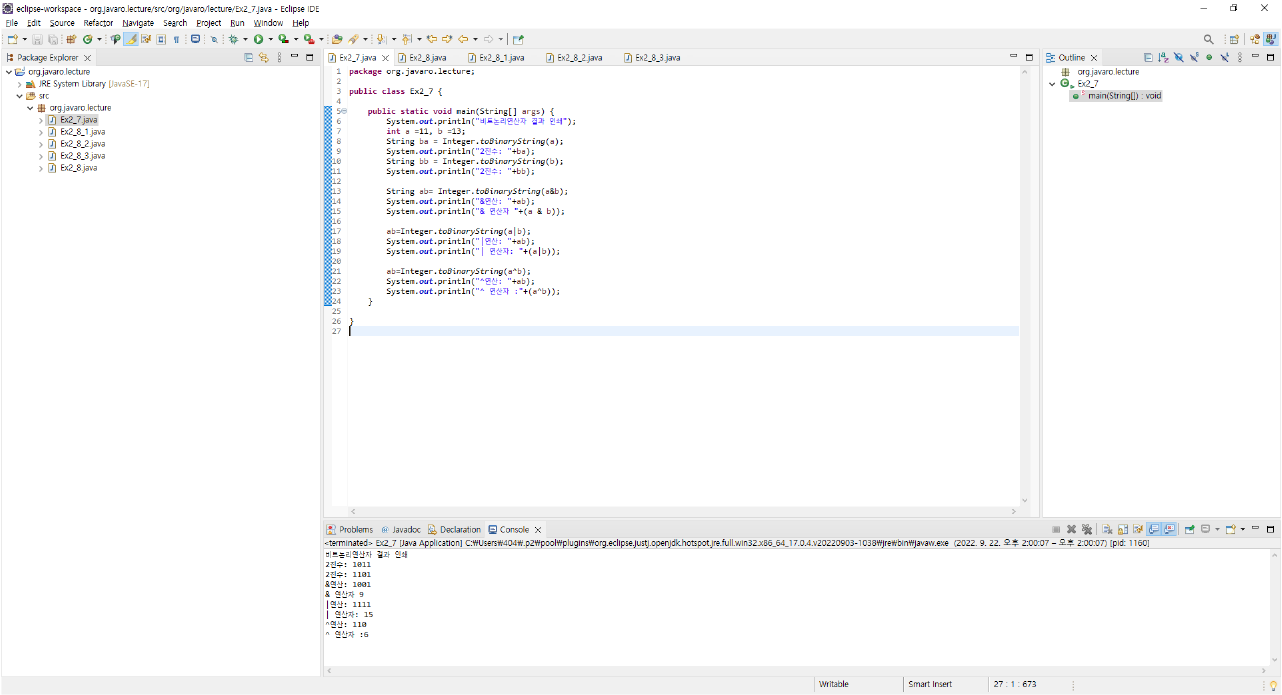 eclipse-workspace - org.javaro.lecture/src/org/javaro/lecture/Ex2_7.java - Eclipse IDE
File Edit Source Refactor Navigate Search Project Run Window Help
Package Explorer
org.javaro.lecture
JRE System Library [JavaSE-17]
src
org.javaro.lecture
Ex2_7.java
Ex2_8_1.java
Ex2_8_2.java
Ex2_8_3.java
Ex2_8.java
Ex2_7.java Ex2_8.java Ex2_8_1.java Ex2_8_2.java Ex2_8_3.java
1 package org.javaro.lecture;
2
3 public class Ex2_7 {
4
5 public static void main(String[] args) {
6 System.out.println("비트논리연산자 결과 인쇄");
7 int a =11, b =13;
8 String ba = Integer.toBinaryString(a);
9 System.out.println("2진수: "+ba);
10 String bb = Integer.toBinaryString(b);
11 System.out.println("2진수: "+bb);
12
13 String ab= Integer.toBinaryString(a&b);
14 System.out.println("&연산: "+ab);
15 System.out.println("& 연산자 "+(a & b));
16
17 ab=Integer.toBinaryString(a|b);
18 System.out.println("|연산: "+ab);
19 System.out.println("| 연산자: "+(a|b));
20
21 ab=Integer.toBinaryString(a^b);
22 System.out.println("^연산: "+ab);
23 System.out.println("^ 연산자 :"+(a^b));
24 }
25
26 }
27
Outline
org.javaro.lecture
Ex2_7
main(String[]) : void
Problems Javadoc Declaration Console
<terminated> Ex2_7 [Java Application] C:₩Users₩404₩.p2₩pool₩plugins₩org.eclipse.justj.openjdk.hotspot.jre.full.win32.x86_64_17.0.4.v20220903-1038₩jre₩bin₩javaw.exe (2022. 9. 22. 오후 2:00:07 – 오후 2:00:07) [pid: 1160]
비트논리연산자 결과 인쇄
2진수: 1011
2진수: 1101
&연산: 1001
& 연산자 9
|연산: 1111
| 연산자: 15
^연산: 110
^ 연산자 :6
Writable Smart Insert 27 : 1 : 673